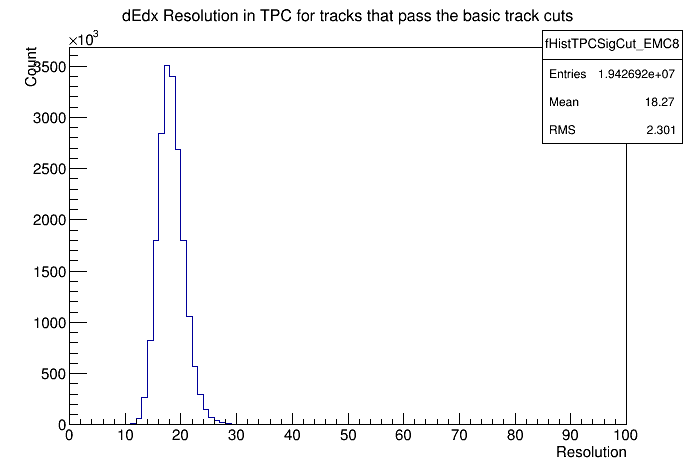 dEdx Resolution in TPC for tracks that pass the basic track cuts
×10³
Count
fHistTPCSigCut_EMC8
Entries 1.942692e+07
Mean 18.27
RMS 2.301
3500
3000
2500
2000
1500
1000
500
0
0 10 20 30 40 50 60 70 80 90 100
Resolution